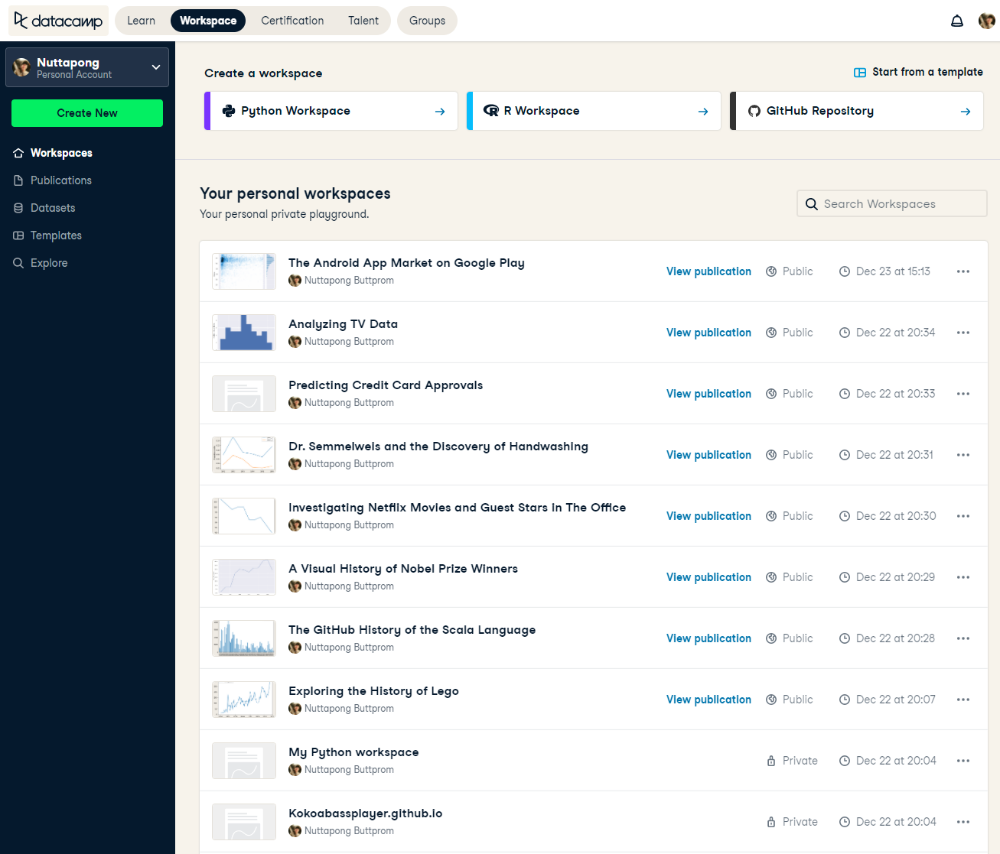 datacamp
Learn
Workspace
Certification
Talent
Groups
Nuttapong
Personal Account
Create New
Workspaces
Publications
Datasets
Templates
Explore
Create a workspace
Start from a template
Python Workspace
R Workspace
GitHub Repository
Your personal workspaces
Your personal private playground.
Search Workspaces
The Android App Market on Google Play
Nuttapong Buttprom
View publication
Public
Dec 23 at 15:13
Analyzing TV Data
Nuttapong Buttprom
View publication
Public
Dec 22 at 20:34
Predicting Credit Card Approvals
Nuttapong Buttprom
View publication
Public
Dec 22 at 20:33
Dr. Semmelweis and the Discovery of Handwashing
Nuttapong Buttprom
View publication
Public
Dec 22 at 20:31
Investigating Netflix Movies and Guest Stars in The Office
Nuttapong Buttprom
View publication
Public
Dec 22 at 20:30
A Visual History of Nobel Prize Winners
Nuttapong Buttprom
View publication
Public
Dec 22 at 20:29
The GitHub History of the Scala Language
Nuttapong Buttprom
View publication
Public
Dec 22 at 20:28
Exploring the History of Lego
Nuttapong Buttprom
View publication
Public
Dec 22 at 20:07
My Python workspace
Nuttapong Buttprom
Private
Dec 22 at 20:04
Kokoabassplayer.github.io
Nuttapong Buttprom
Private
Dec 22 at 20:04